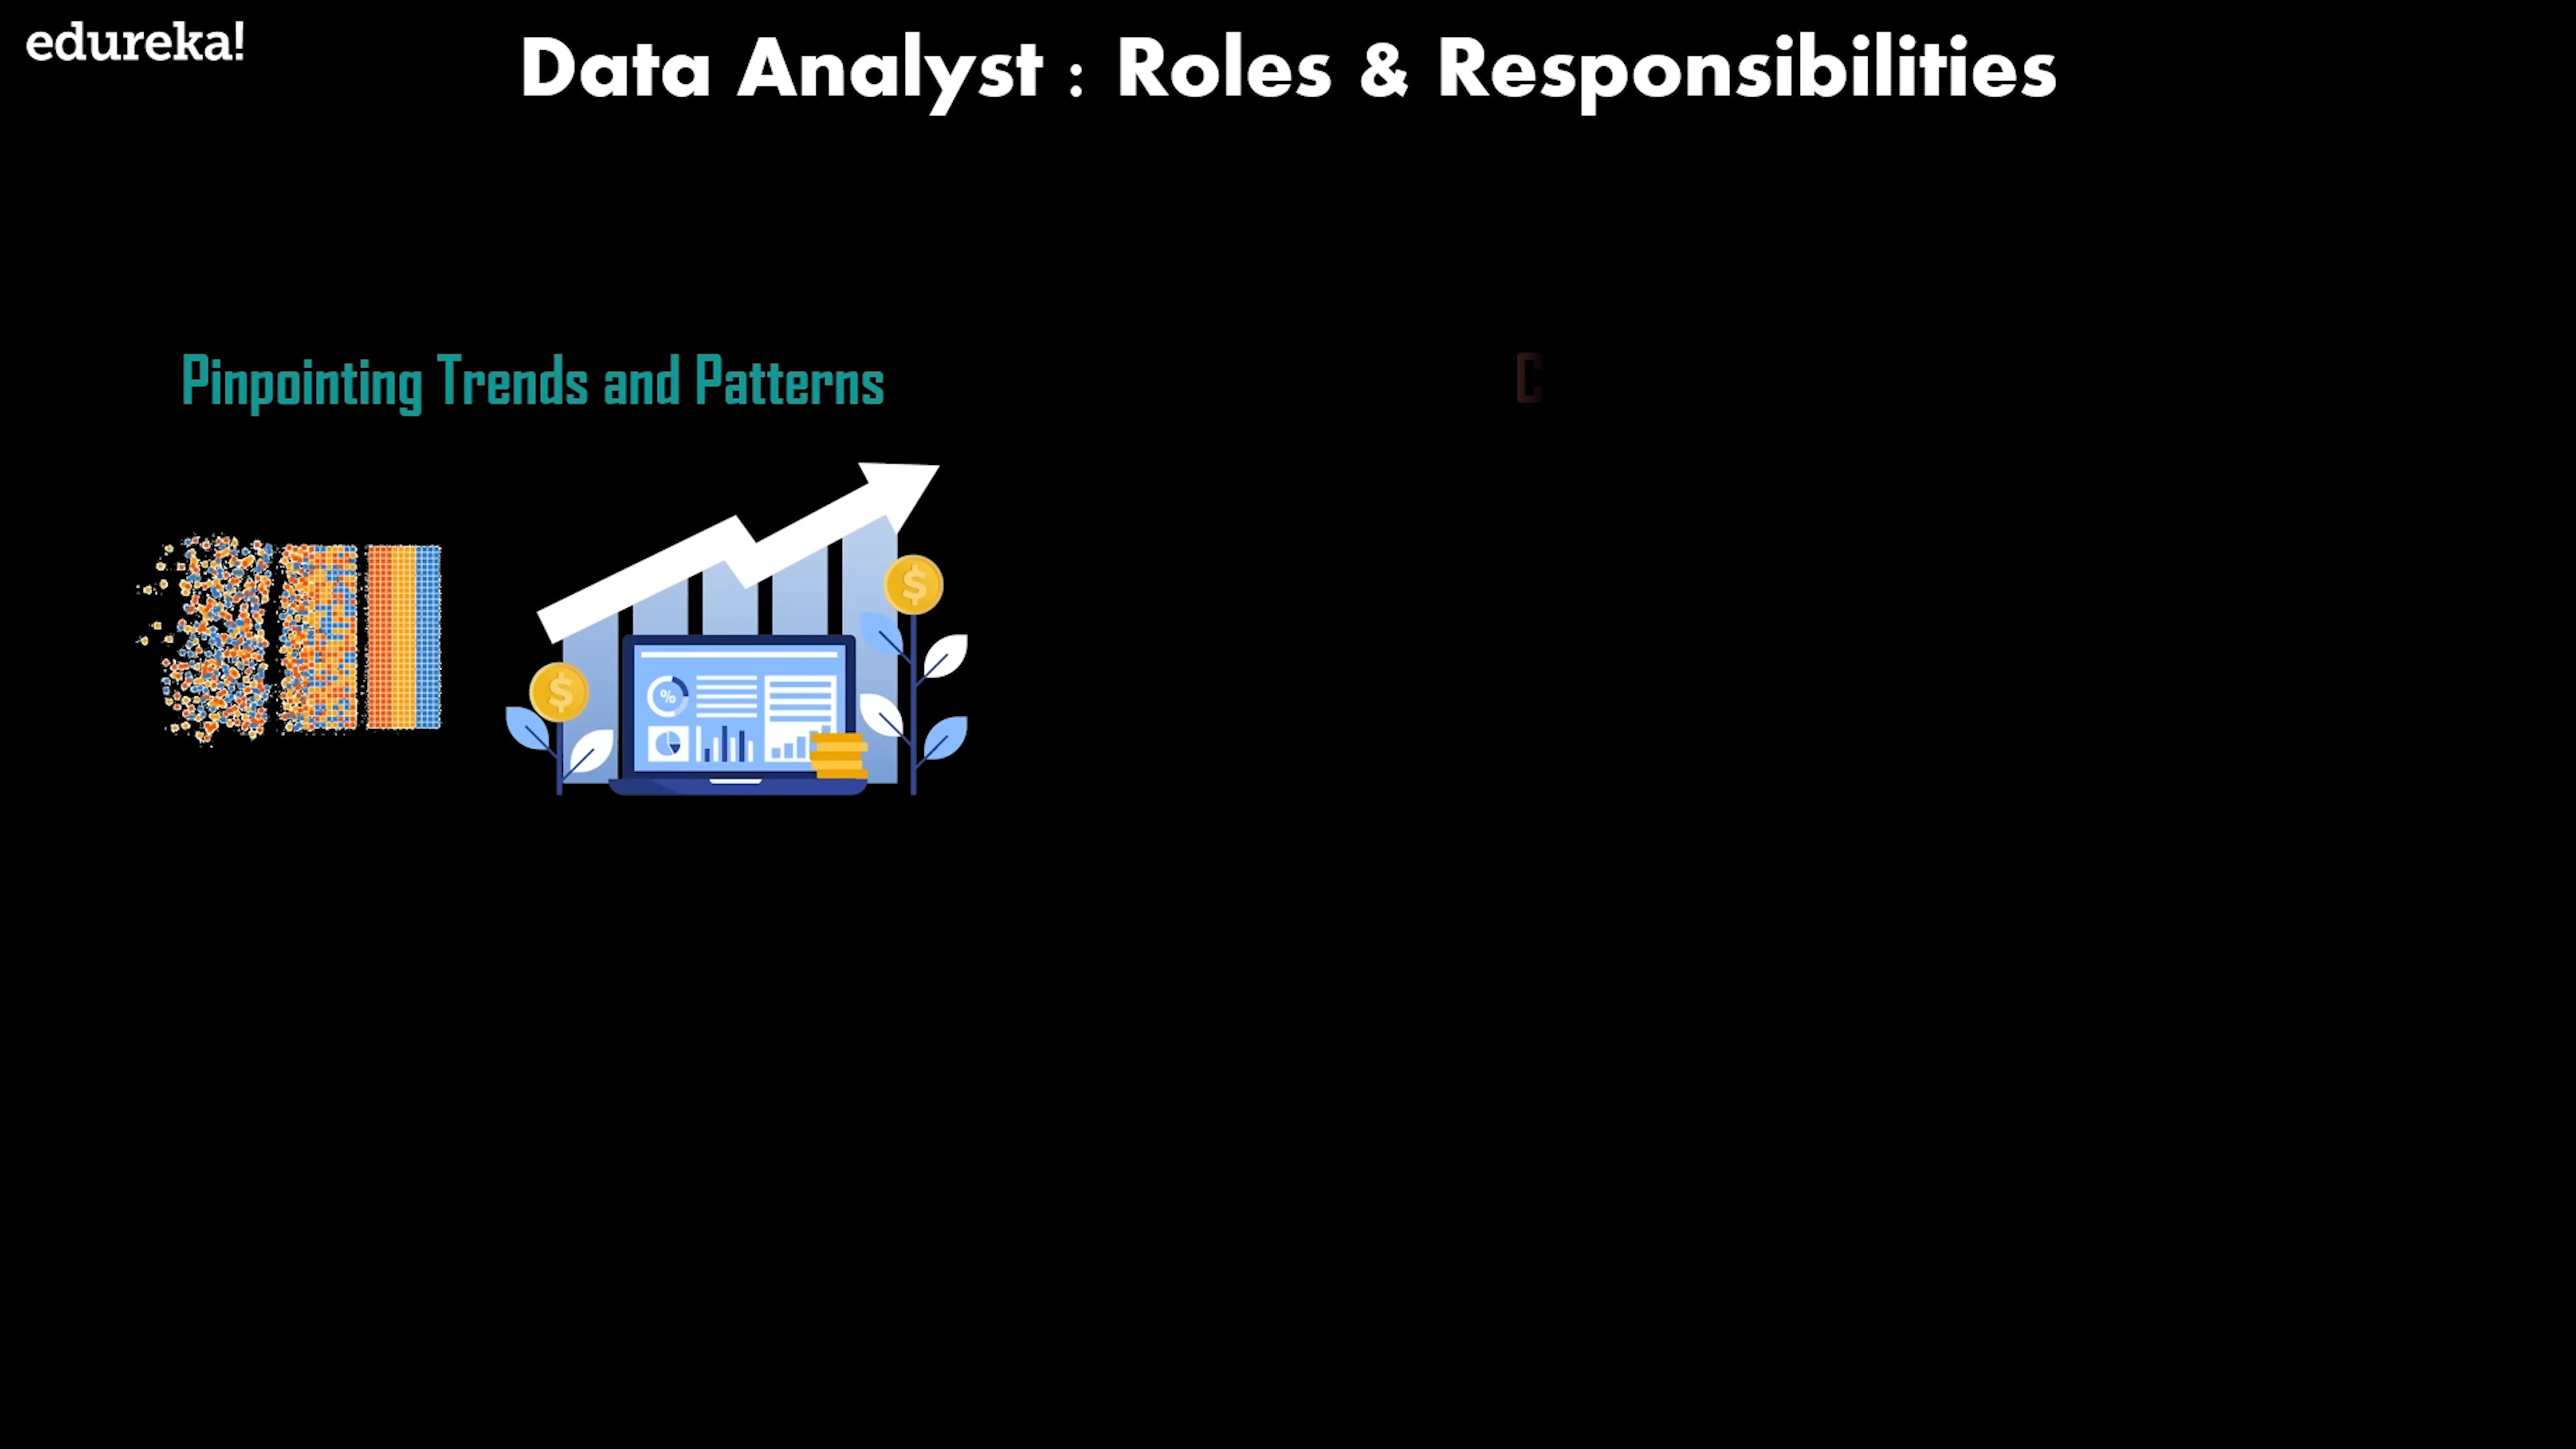 edureka!
Data Analyst : Roles & Responsibilities
Pinpointing Trends and Patterns
C
$
$
%